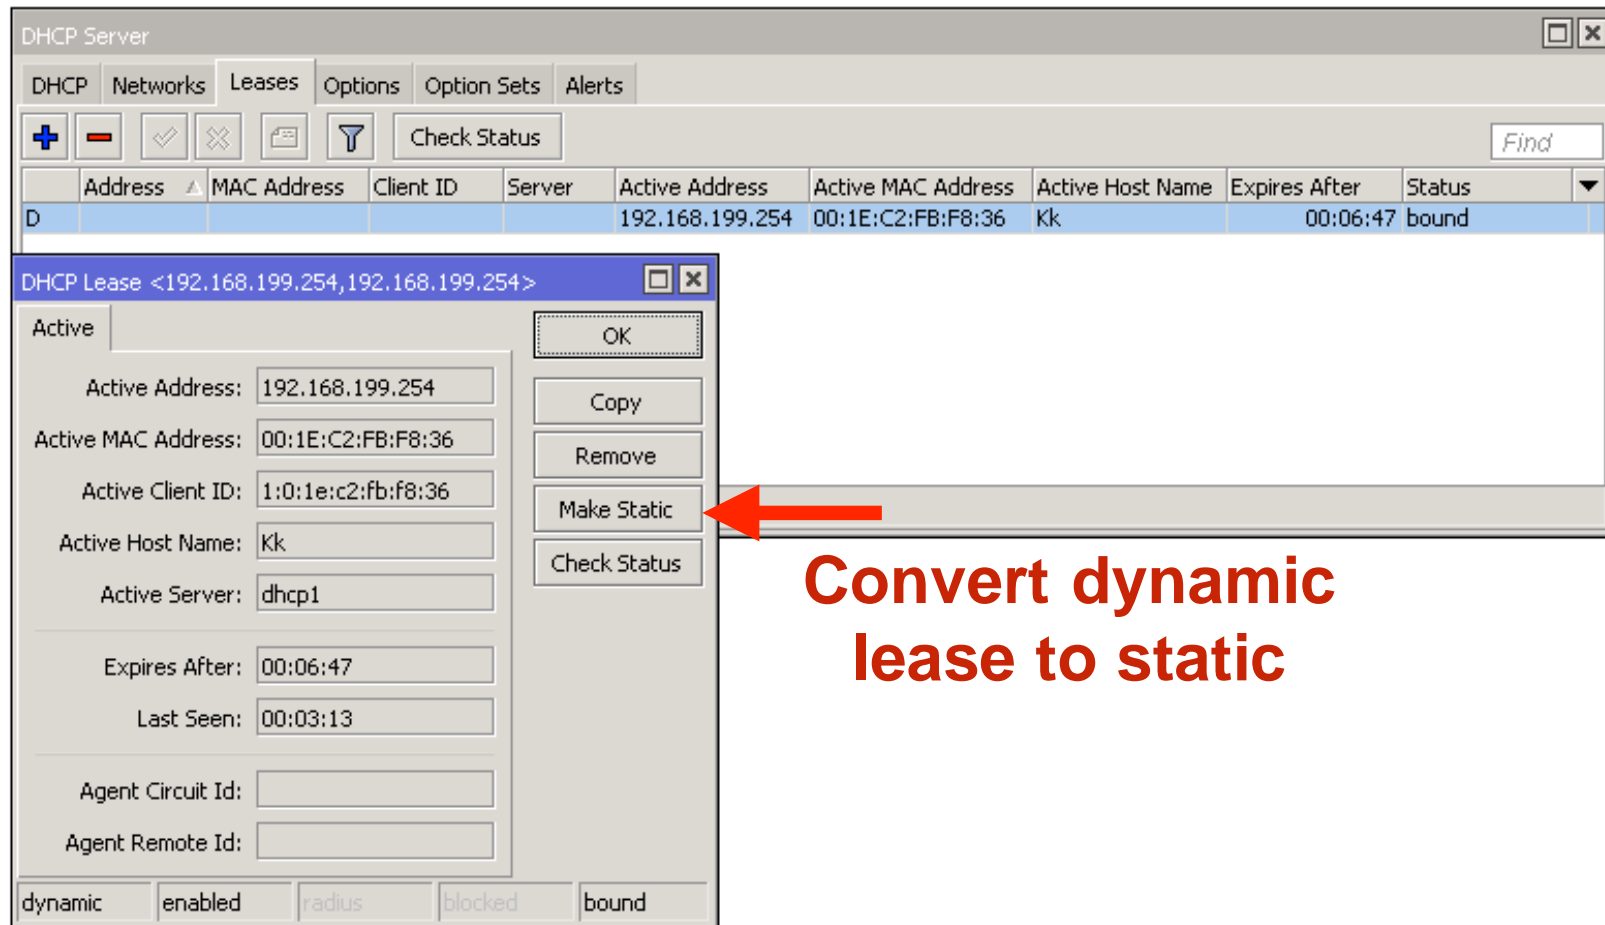 DHCP Server
DHCP Networks Leases Options Option Sets Alerts
Check Status Find
Address MAC Address Client ID Server Active Address Active MAC Address Active Host Name Expires After Status
D 192.168.199.254 00:1E:C2:FB:F8:36 Kk 00:06:47 bound
DHCP Lease <192.168.199.254,192.168.199.254>
Active
OK
Active Address: 192.168.199.254
Copy
Active MAC Address: 00:1E:C2:FB:F8:36
Remove
Active Client ID: 1:0:1e:c2:fb:f8:36
Make Static
Active Host Name: Kk
Check Status
Active Server: dhcp1
Expires After: 00:06:47
Last Seen: 00:03:13
Agent Circuit Id:
Agent Remote Id:
dynamic enabled radius blocked bound
Convert dynamic
lease to static